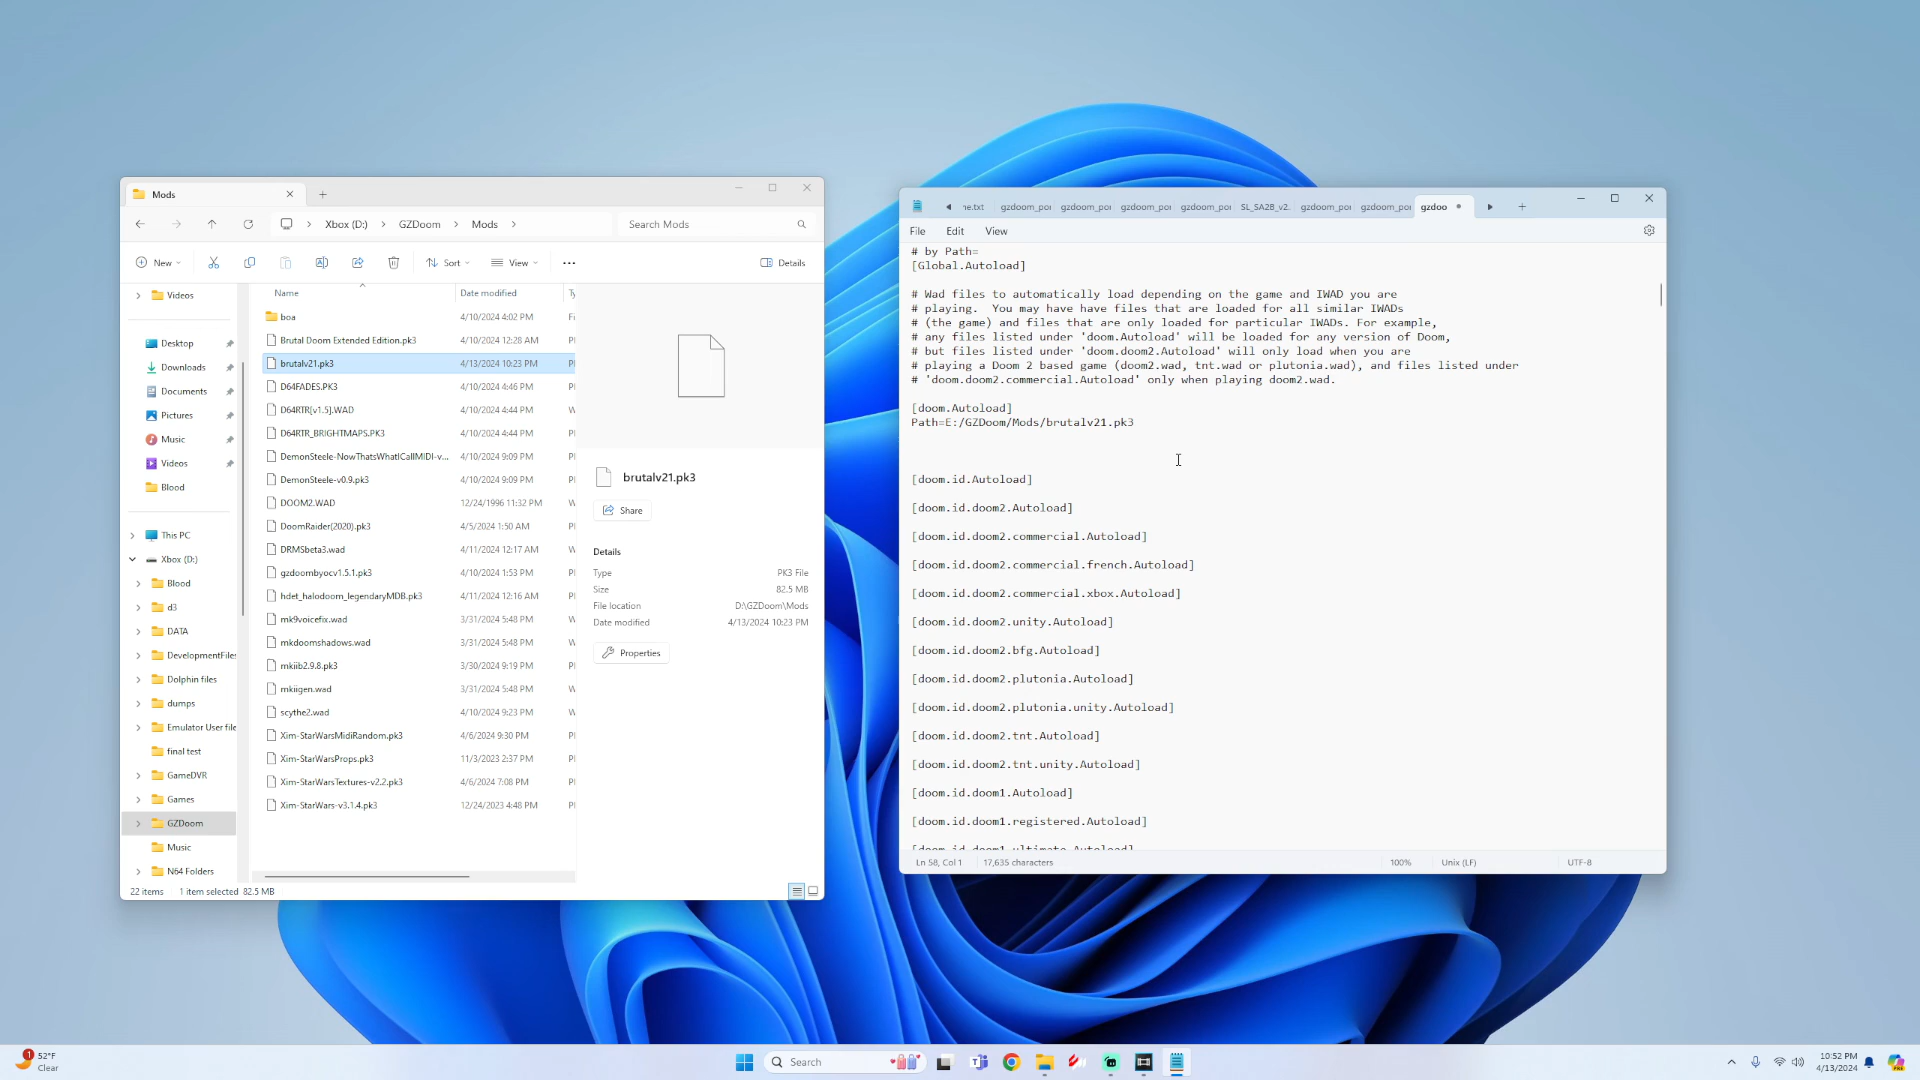 Mods
Xbox (D:) > GZDoom > Mods >
Search Mods
New
Sort
View
Details
Name
Date modified
Videos
Desktop
Downloads
Documents
Pictures
Music
Videos
Blood
This PC
Xbox (D:)
Blood
d3
DATA
DevelopmentFiles
Dolphin files
dumps
Emulator User file
final test
GameDVR
Games
GZDoom
Music
N64 Folders
boa 4/10/2024 4:02 PM
Brutal Doom Extended Edition.pk3 4/10/2024 12:28 AM
brutalv21.pk3 4/13/2024 10:23 PM
D64FADES.PK3 4/10/2024 4:46 PM
D64RTR[v1.5].WAD 4/10/2024 4:44 PM
D64RTR_BRIGHTMAPS.PK3 4/10/2024 4:44 PM
DemonSteele-NowThatsWhatICallMIDI-v... 4/10/2024 9:09 PM
DemonSteele-v0.9.pk3 4/10/2024 9:09 PM
DOOM2.WAD 12/24/1996 11:32 PM
DoomRaider(2020).pk3 4/5/2024 1:50 AM
DRMSbeta3.wad 4/11/2024 12:17 AM
gzdoombyocv1.5.1.pk3 4/10/2024 1:53 PM
hdet_halodoom_legendaryMDB.pk3 4/11/2024 12:16 AM
mk9voicefix.wad 3/31/2024 5:48 PM
mkdoomshadows.wad 3/31/2024 5:48 PM
mkiib2.9.8.pk3 3/30/2024 9:19 PM
mkiigen.wad 3/31/2024 5:48 PM
scythe2.wad 4/10/2024 9:23 PM
Xim-StarWarsMidiRandom.pk3 4/6/2024 9:30 PM
Xim-StarWarsProps.pk3 11/3/2023 2:37 PM
Xim-StarWarsTextures-v2.2.pk3 4/6/2024 7:08 PM
Xim-StarWars-v3.1.4.pk3 12/24/2023 4:48 PM
brutalv21.pk3
Share
Details
Type PK3 File
Size 82.5 MB
File location D:\GZDoom\Mods
Date modified 4/13/2024 10:23 PM
Properties
22 items 1 item selected 82.5 MB
ne.txt gzdoom_po gzdoom_po gzdoom_po gzdoom_po SL_SA2B_v2. gzdoom_po gzdoom_po gzdoo
File Edit View
# by Path=
[Global.Autoload]
# Wad files to automatically load depending on the game and IWAD you are
# playing.  You may have have files that are loaded for all similar IWADs
# (the game) and files that are only loaded for particular IWADs. For example,
# any files listed under 'doom.Autoload' will be loaded for any version of Doom,
# but files listed under 'doom.doom2.Autoload' will only load when you are
# playing a Doom 2 based game (doom2.wad, tnt.wad or plutonia.wad), and files listed under
# 'doom.doom2.commercial.Autoload' only when playing doom2.wad.
[doom.Autoload]
Path=E:/GZDoom/Mods/brutalv21.pk3
[doom.id.Autoload]
[doom.id.doom2.Autoload]
[doom.id.doom2.commercial.Autoload]
[doom.id.doom2.commercial.french.Autoload]
[doom.id.doom2.commercial.xbox.Autoload]
[doom.id.doom2.unity.Autoload]
[doom.id.doom2.bfg.Autoload]
[doom.id.doom2.plutonia.Autoload]
[doom.id.doom2.plutonia.unity.Autoload]
[doom.id.doom2.tnt.Autoload]
[doom.id.doom2.tnt.unity.Autoload]
[doom.id.doom1.Autoload]
[doom.id.doom1.registered.Autoload]
[doom.id.doom1.ultimate.Autoload]
Ln 58, Col 1 17,635 characters 100% Unix (LF) UTF-8
1
52°F
Clear
Search
10:52 PM
4/13/2024